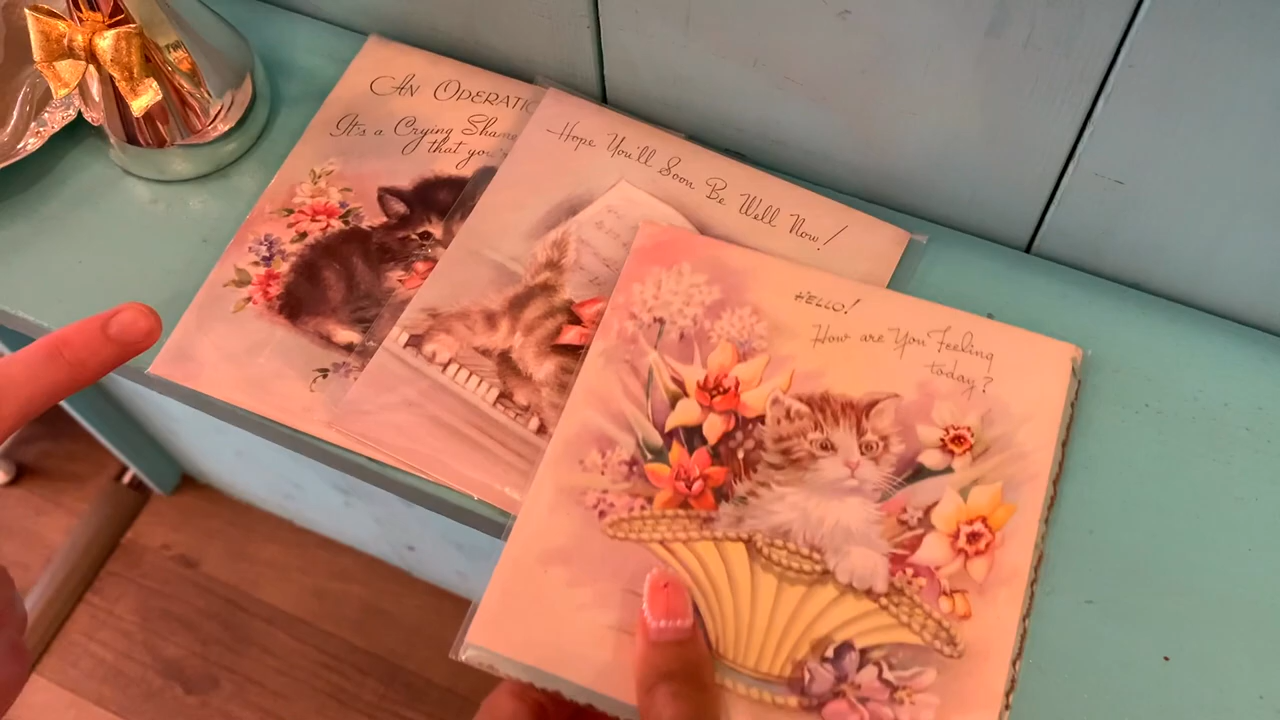 An Operatio
It's a Crying Shame
that you
Hope You'll Soon Be Well Now!
Hello!
How are You Feeling
today?